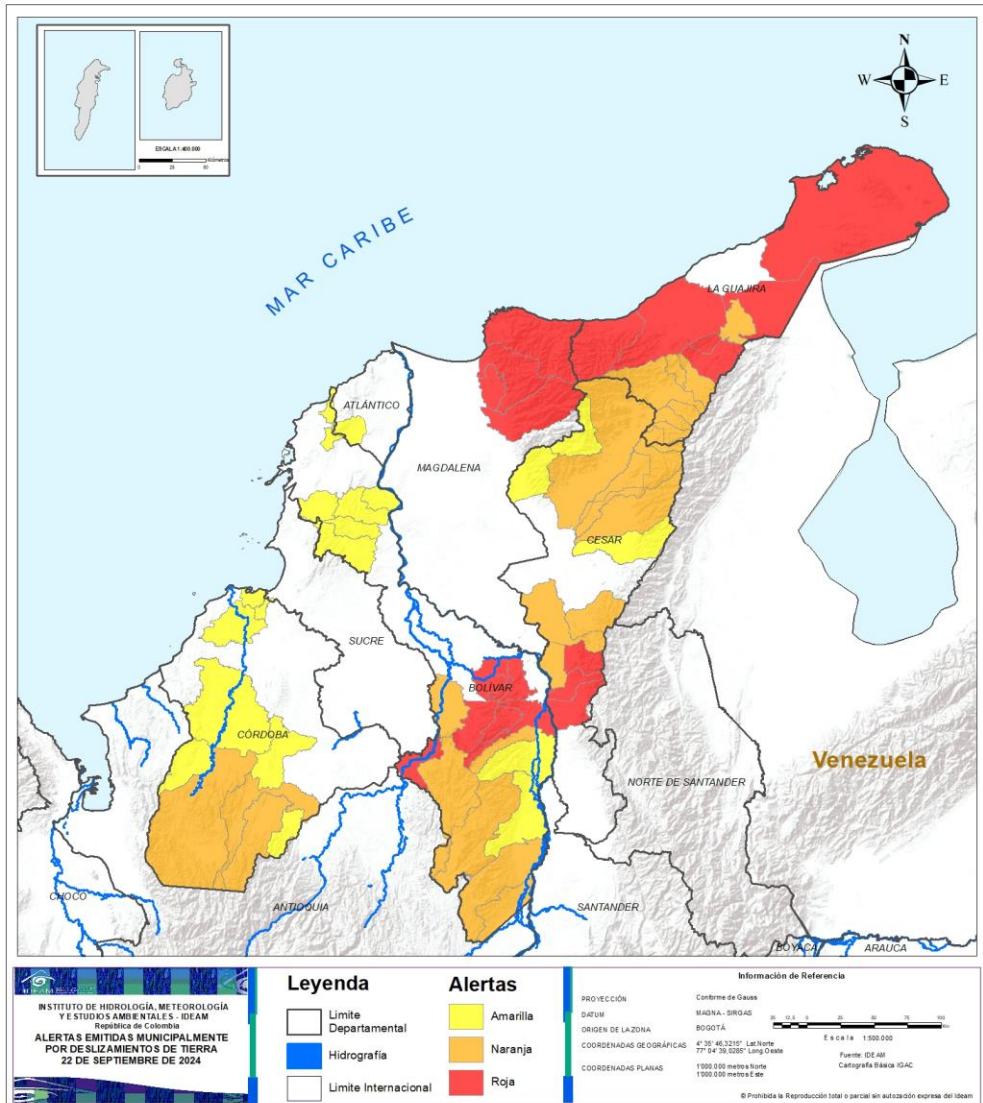 ESCALA 1:400.000
N
W
E
S
MAR CARIBE
LA GUAJIRA
ATLÁNTICO
MAGDALENA
CESAR
SUCRE
BOLÍVAR
CÓRDOBA
NORTE DE SANTANDER
Venezuela
CHOCO
ANTIOQUIA
SANTANDER
BOYACA
ARAUCA
IDEAM
INSTITUTO DE HIDROLOGÍA, METEOROLOGÍA
Y ESTUDIOS AMBIENTALES - IDEAM
República de Colombia
ALERTAS EMITIDAS MUNICIPALMENTE
POR DESLIZAMIENTOS DE TIERRA
22 DE SEPTIEMBRE DE 2024
Leyenda
Limite
Departamental
Hidrografía
Limite Internacional
Alertas
Amarilla
Naranja
Roja
Información de Referencia
PROYECCIÓN Conforme de Gauss
DATUM MAGNA - SIRGAS
ORIGEN DE LA ZONA BOGOTÁ
COORDENADAS GEOGRÁFICAS 4° 35' 46,3215" Lat.Norte
77° 04' 39,0285" Long.Oeste
COORDENADAS PLANAS 1'000.000 metros Norte
1'000.000 metros Este
Escala 1:500.000
Fuente: IDEAM
Cartografía Básica IGAC
© Prohibida la Reproducción total o parcial sin autozación expresa del Ideam